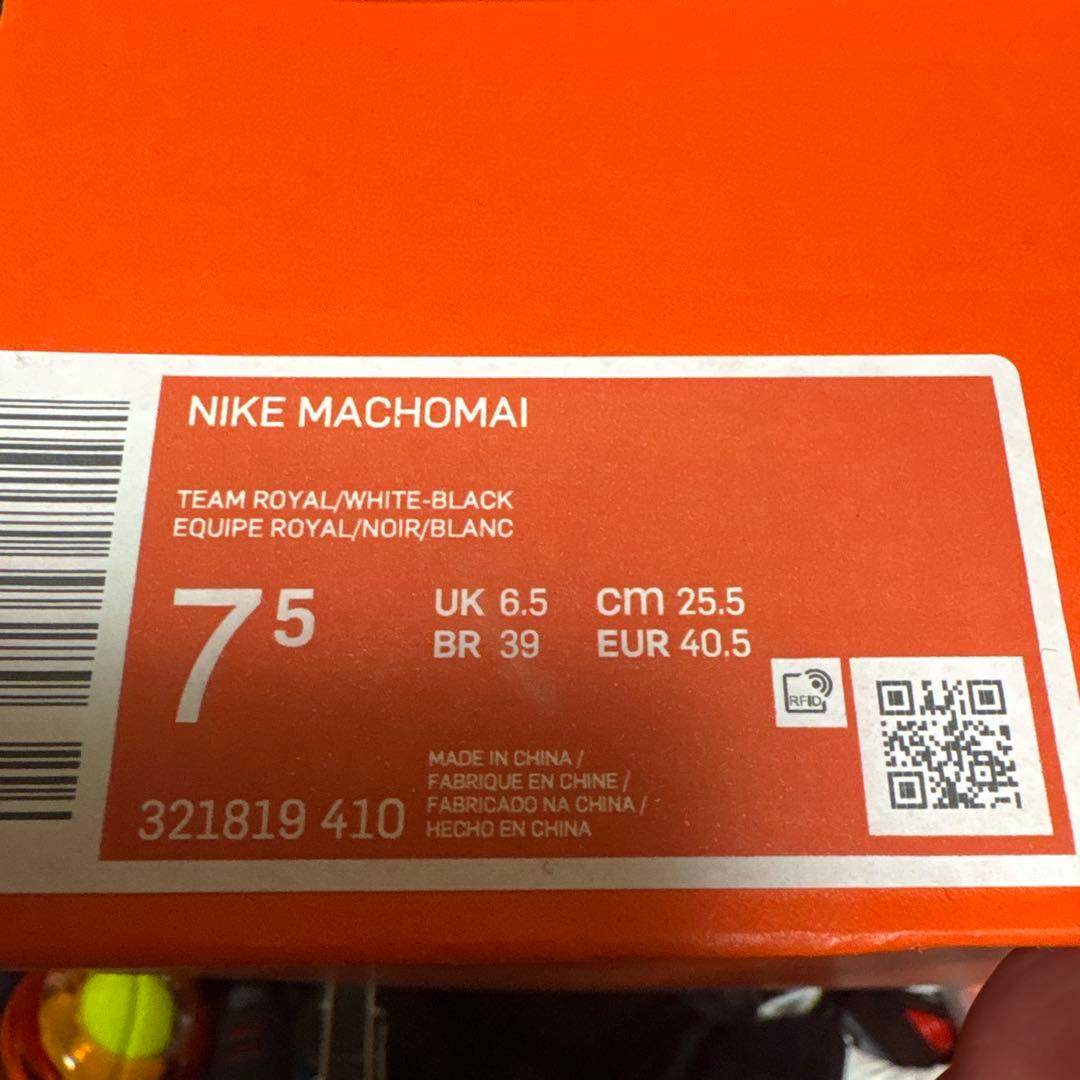 NIKE MACHOMAI
TEAM ROYAL/WHITE-BLACK
EQUIPE ROYAL/NOIR/BLANC
7 5
UK 6.5 cm 25.5
BR 39 EUR 40.5
RFID
MADE IN CHINA /
FABRIQUE EN CHINE /
FABRICADO NA CHINA /
HECHO EN CHINA
321819 410